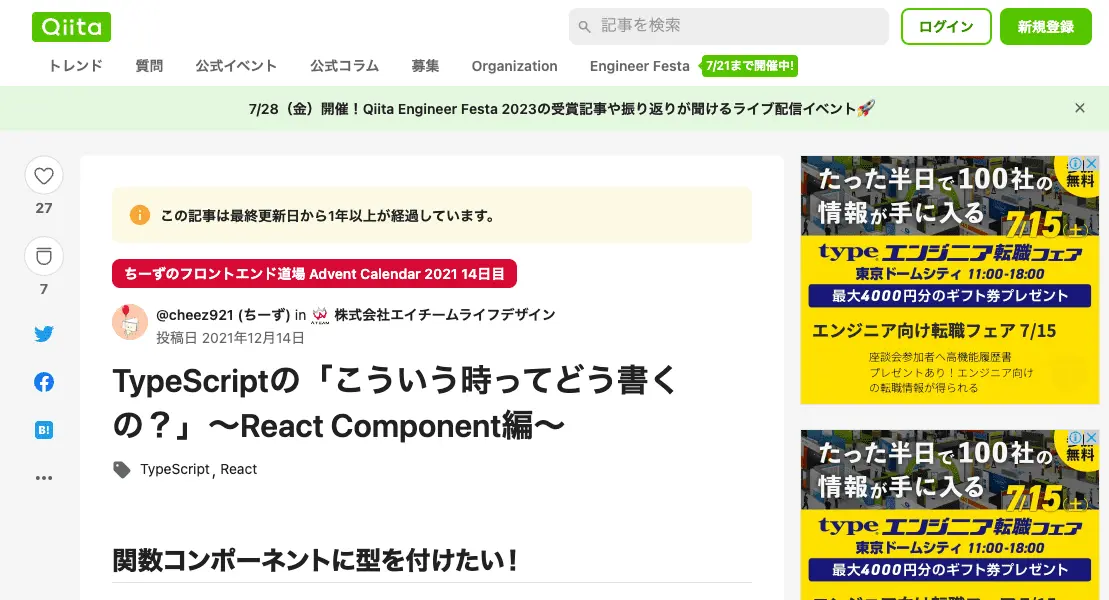 Qiita
記事を検索
ログイン
新規登録
トレンド 質問 公式イベント 公式コラム 募集 Organization Engineer Festa 7/21まで開催中!
7/28（金）開催！Qiita Engineer Festa 2023の受賞記事や振り返りが聞けるライブ配信イベント🚀
27
7
B!
この記事は最終更新日から1年以上が経過しています。
ちーずのフロントエンド道場 Advent Calendar 2021 14日目
@cheez921 (ちーず) in 株式会社エイチームライフデザイン
投稿日 2021年12月14日
TypeScriptの「こういう時ってどう書く
の？」〜React Component編〜
TypeScript, React
関数コンポーネントに型を付けたい！
たった半日で100社の
無料
情報が手に入る
7/15(土)
type エンジニア転職フェア
東京ドームシティ 11:00-18:00
最大4000円分のギフト券プレゼント
エンジニア向け転職フェア 7/15
座談会参加者へ高機能履歴書
プレゼントあり！エンジニア向け
の転職情報が得られる
たった半日で100社の
無料
情報が手に入る
7/15(土)
type エンジニア転職フェア
東京ドームシティ 11:00-18:00
最大4000円分のギフト券プレゼント